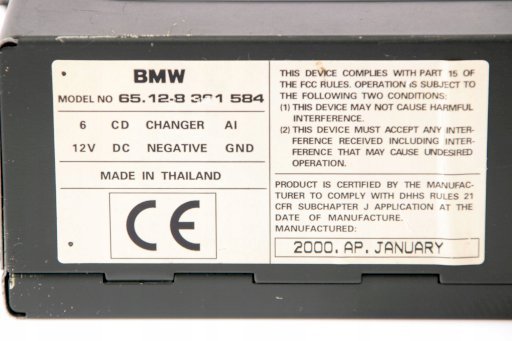 BMW
MODEL NO 65.12-8 361 584
6 CD CHANGER AI
12V DC NEGATIVE GND
MADE IN THAILAND
CE
THIS DEVICE COMPLIES WITH PART 15 OF
THE FCC RULES. OPERATION IS SUBJECT TO
THE FOLLOWING TWO CONDITIONS:
(1) THIS DEVICE MAY NOT CAUSE HARMFUL
INTERFERENCE.
(2) THIS DEVICE MUST ACCEPT ANY INTER-
FERENCE RECEIVED INCLUDING INTER-
FERENCE THAT MAY CAUSE UNDESIRED
OPERATION.
PRODUCT IS CERTIFIED BY THE MANUFAC-
TURER TO COMPLY WITH DHHS RULES 21
CFR SUBCHAPTER J APPLICATION AT THE
DATE OF MANUFACTURE.
MANUFACTURED:
2000. AP. JANUARY